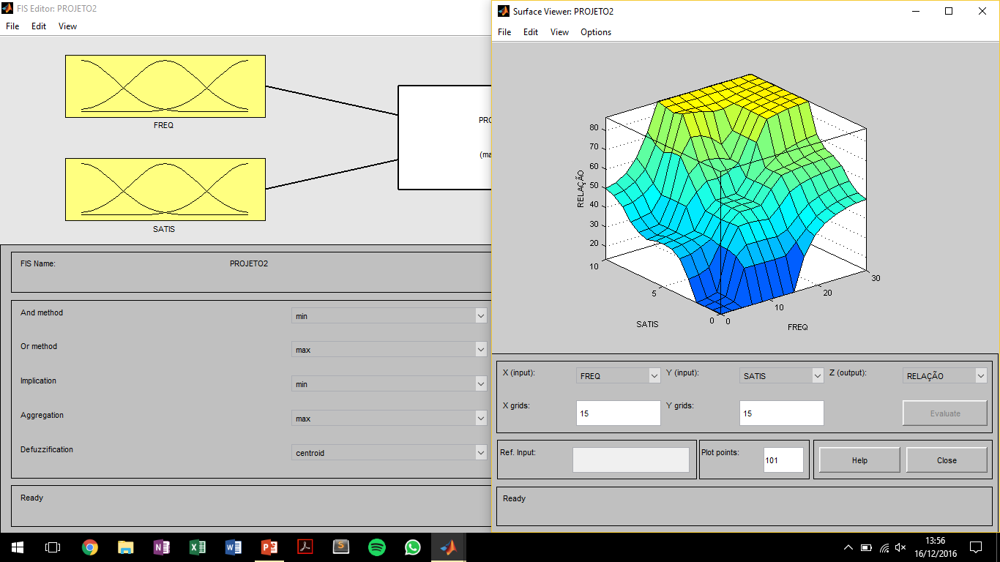 FIS Editor: PROJETO2
File Edit View
FREQ
SATIS
PRO
(ma
FIS Name: PROJETO2
And method min
Or method max
Implication min
Aggregation max
Defuzzification centroid
Ready
Surface Viewer: PROJETO2
File Edit View Options
80
70
60
50
40
30
20
RELAÇÃO
10
5
0
SATIS
0
10
20
30
FREQ
X (input): FREQ Y (input): SATIS Z (output): RELAÇÃO
X grids: 15 Y grids: 15 Evaluate
Ref. Input: Plot points: 101 Help Close
Ready
13:56
16/12/2016